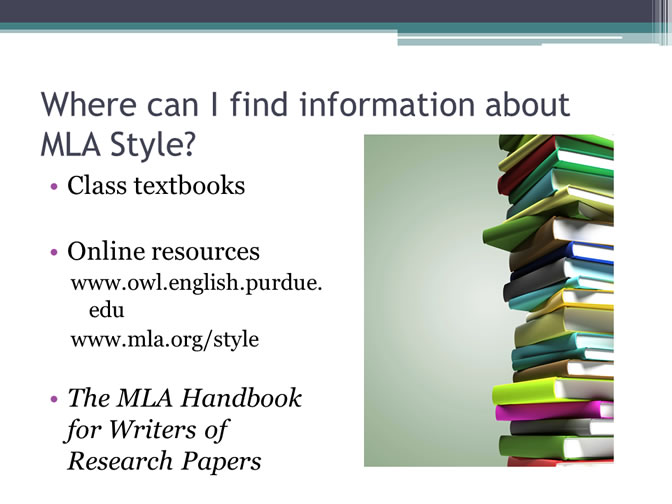 Where can I find information about
MLA Style?
• Class textbooks
• Online resources
www.owl.english.purdue.
edu
www.mla.org/style
• The MLA Handbook
for Writers of
Research Papers